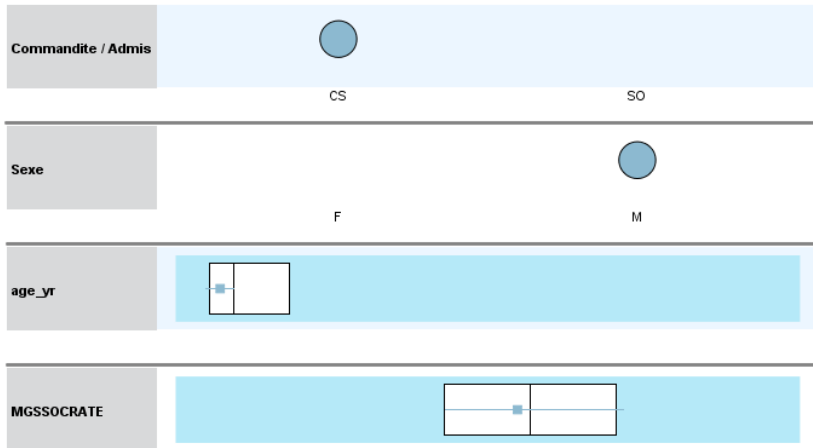 Commandite / Admis
CS SO
Sexe
F M
age_yr
MGSSOCRATE